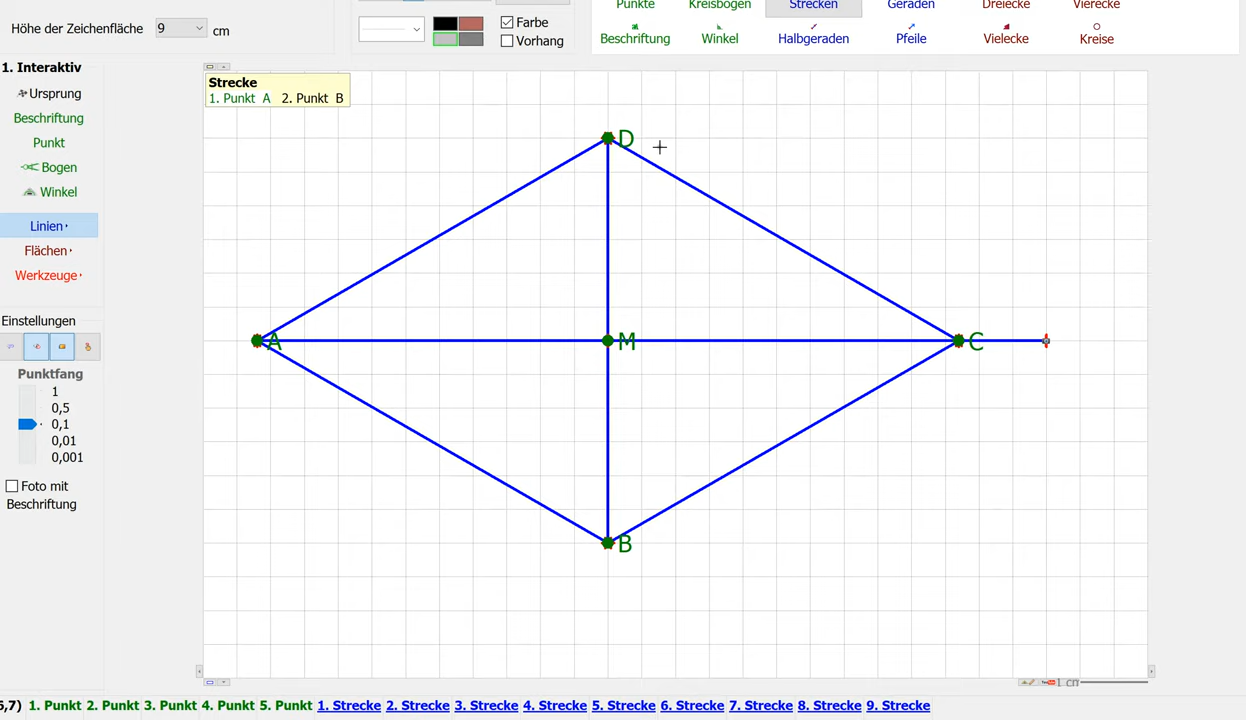 Punkte Kreisbögen Strecken Geraden Dreiecke Vierecke
Höhe der Zeichenfläche 9 cm
Farbe
Vorhang
Beschriftung Winkel Halbgeraden Pfeile Vielecke Kreise
1. Interaktiv
Ursprung
Beschriftung
Punkt
Bogen
Winkel
Linien
Flächen
Werkzeuge
Einstellungen
Punktfang
1
0,5
0,1
0,01
0,001
Foto mit
Beschriftung
Strecke
1. Punkt A 2. Punkt B
D
A
M
C
B
1 cm
5,7) 1. Punkt 2. Punkt 3. Punkt 4. Punkt 5. Punkt 1. Strecke 2. Strecke 3. Strecke 4. Strecke 5. Strecke 6. Strecke 7. Strecke 8. Strecke 9. Strecke